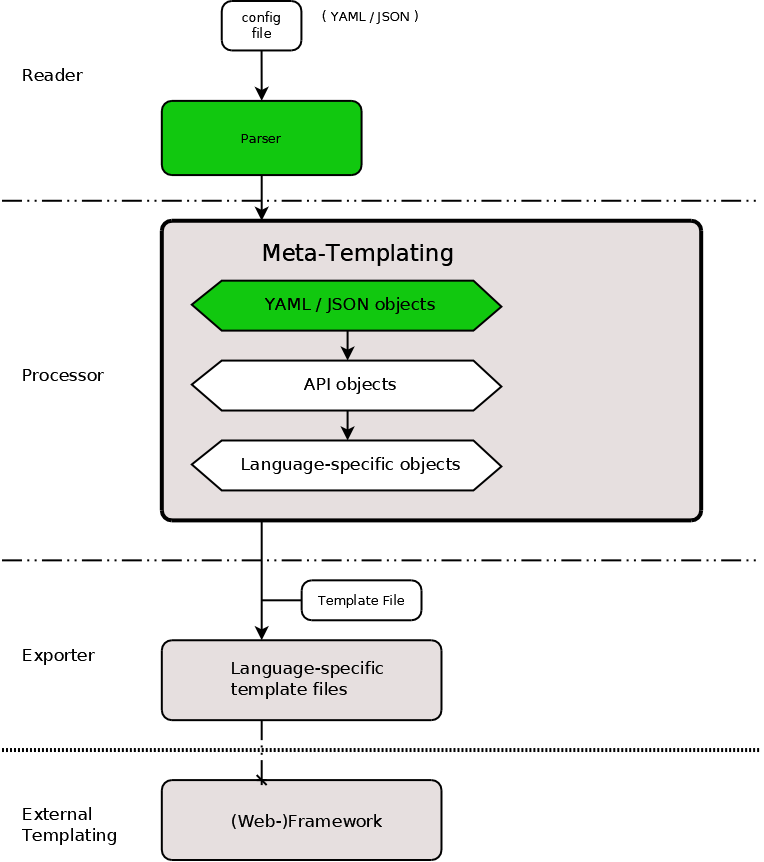 config
file
( YAML / JSON )
Reader
Parser
Meta-Templating
YAML / JSON objects
Processor
API objects
Language-specific objects
Template File
Exporter
Language-specific
template files
External
Templating
(Web-)Framework